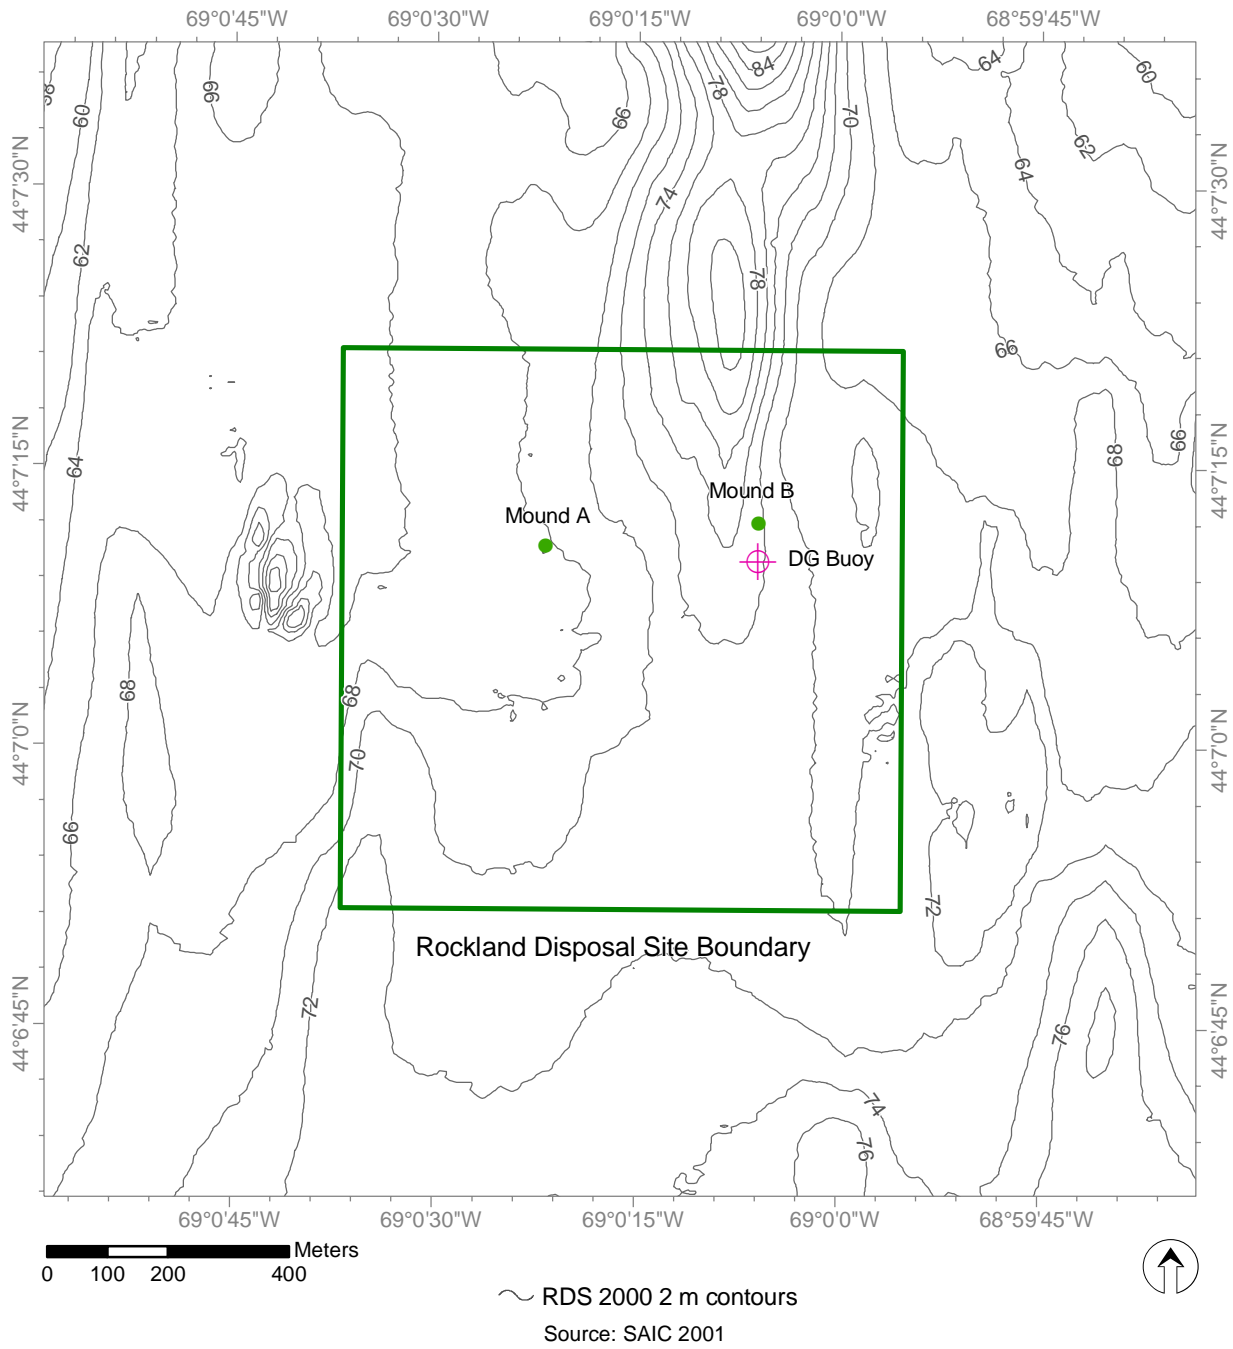 69°0'45"W 69°0'30"W 69°0'15"W 69°0'0"W 68°59'45"W
58 60 66 66 78 84 70 64 60
62 64
44°7'30"N 44°7'30"N
74
62 78
66
44°7'15"N 44°7'15"N
64 68 66
Mound B
Mound A
DG Buoy
68 68
70
44°7'0"N 44°7'0"N
66
72
Rockland Disposal Site Boundary
72 76
44°6'45"N 44°6'45"N
74
76
69°0'45"W 69°0'30"W 69°0'15"W 69°0'0"W 68°59'45"W
Meters
0 100 200 400
RDS 2000 2 m contours
Source: SAIC 2001